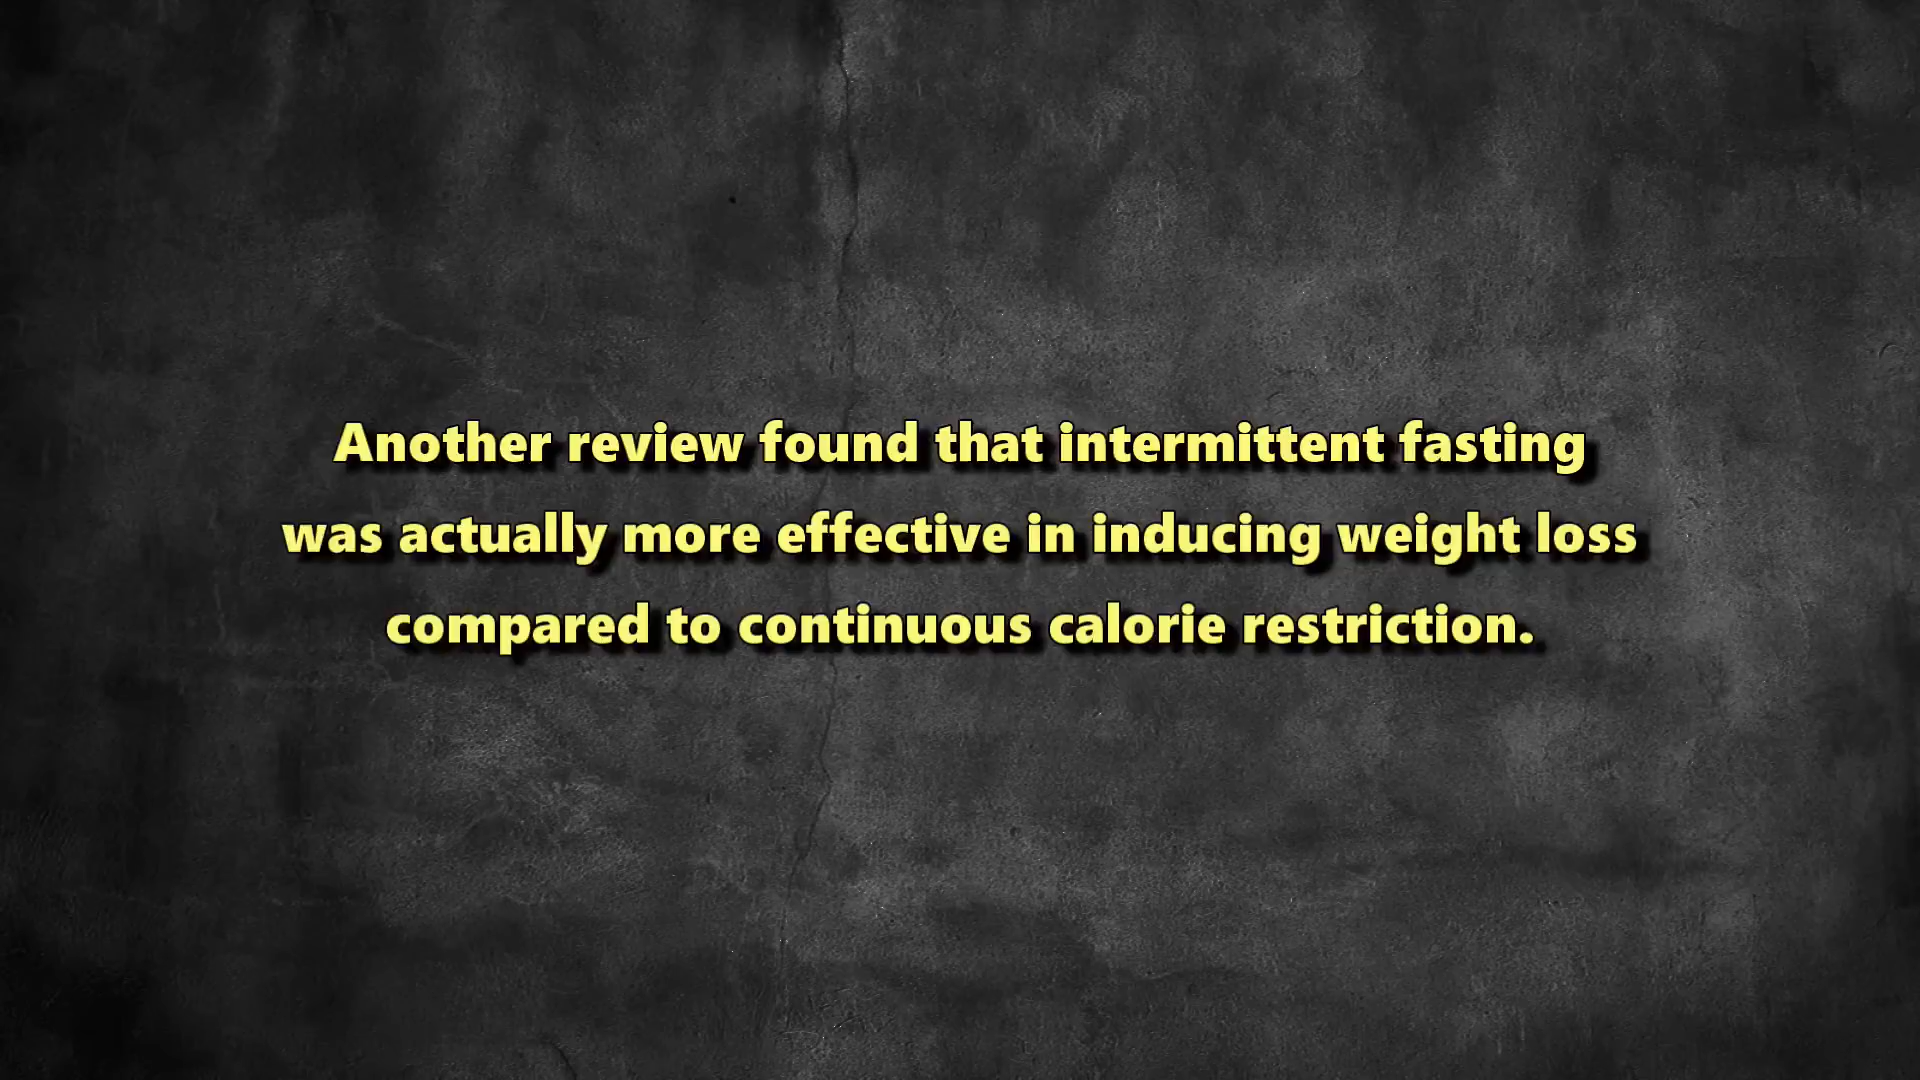 Another review found that intermittent fasting
was actually more effective in inducing weight loss
compared to continuous calorie restriction.